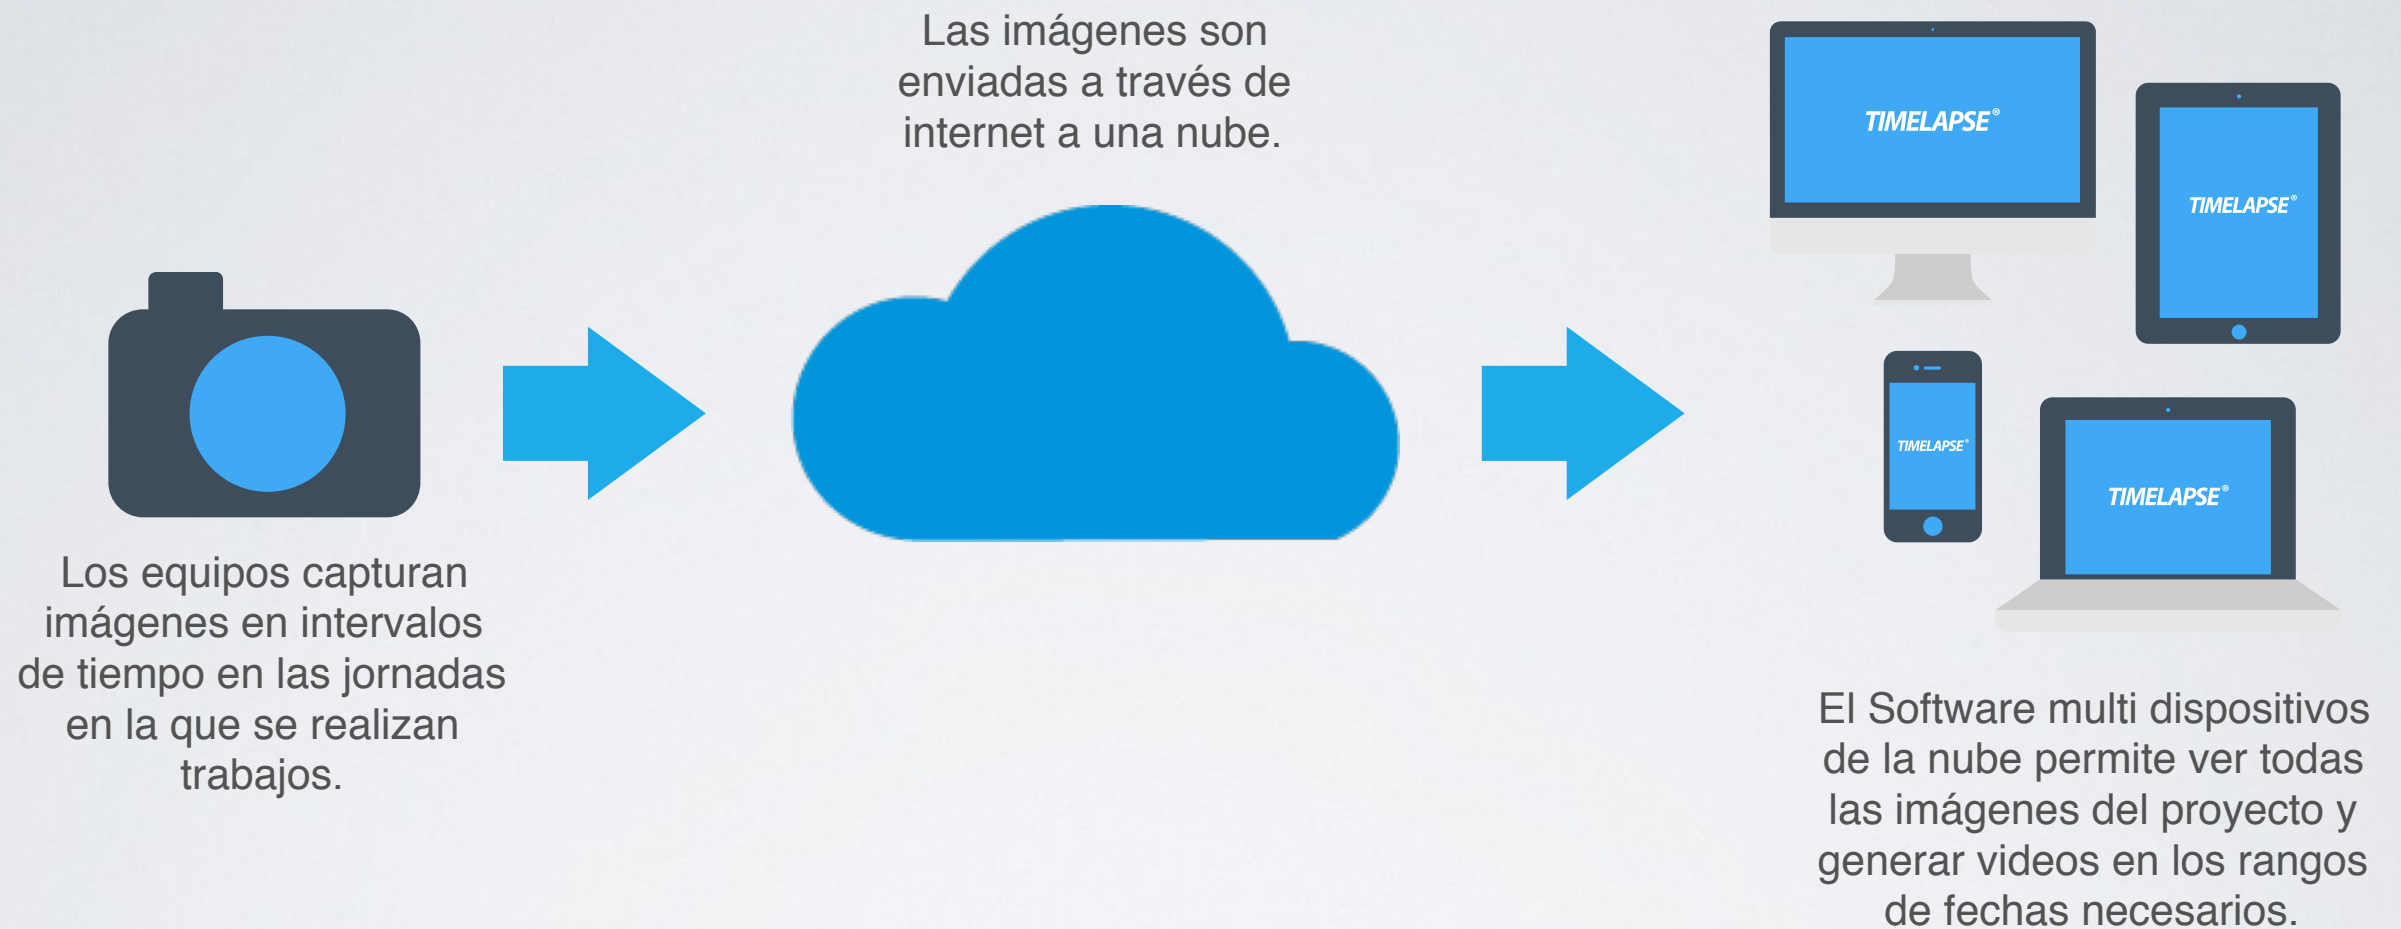 Las imágenes son
enviadas a través de
internet a una nube.
Los equipos capturan
imágenes en intervalos
de tiempo en las jornadas
en la que se realizan
trabajos.
TIMELAPSE®
TIMELAPSE®
TIMELAPSE®
TIMELAPSE®
El Software multi dispositivos
de la nube permite ver todas
las imágenes del proyecto y
generar videos en los rangos
de fechas necesarios.